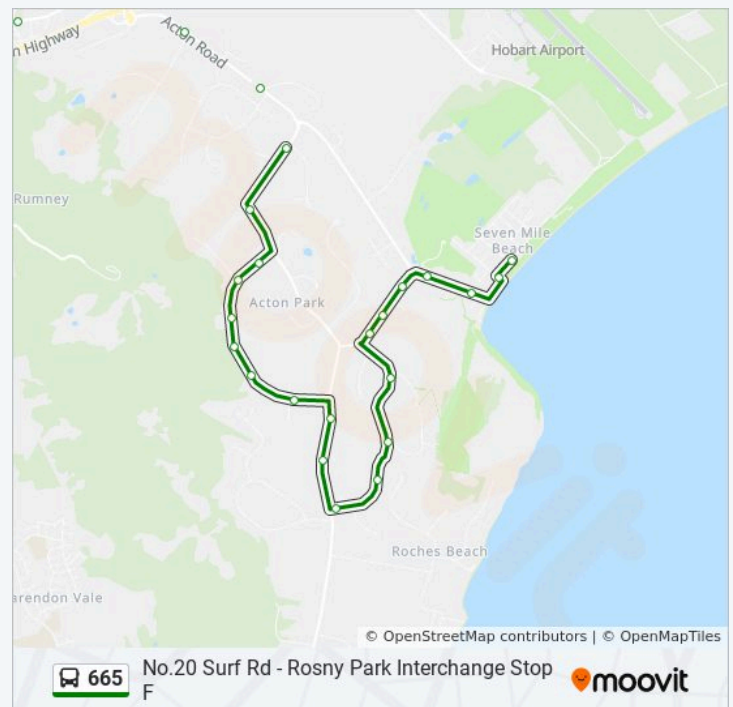 n Highway
Acton Road
Hobart Airport
Rumney
Seven Mile
Beach
Acton Park
Roches Beach
arendon Vale
© OpenStreetMap contributors | © OpenMapTiles
665
No.20 Surf Rd - Rosny Park Interchange Stop
F
moovit